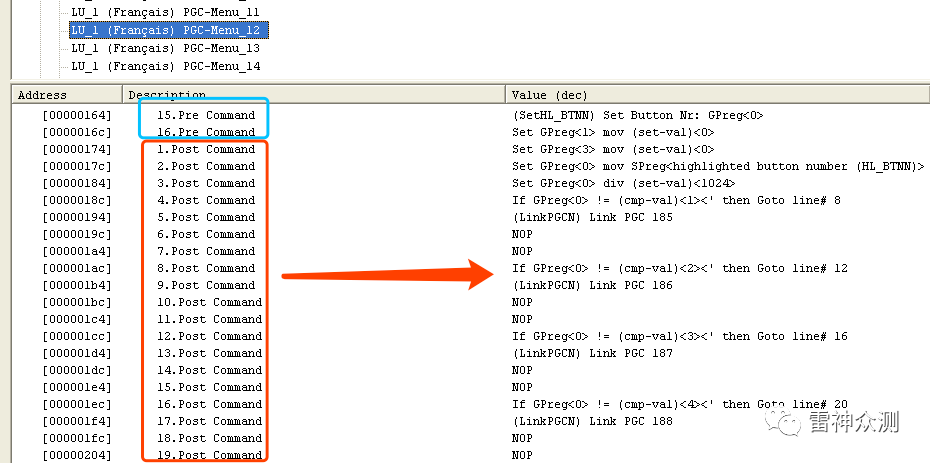 LU_1 (Français) PGC-Menu_11
LU_1 (Français) PGC-Menu_12
LU_1 (Français) PGC-Menu_13
LU_1 (Français) PGC-Menu_14
Address Description Value (dec)
[00000164] 15.Pre Command (SetHL_BTNN) Set Button Nr: GPreg<0>
[0000016c] 16.Pre Command Set GPreg<1> mov (set-val)<0>
[00000174] 1.Post Command Set GPreg<3> mov (set-val)<0>
[0000017c] 2.Post Command Set GPreg<0> mov SPreg<highlighted button number (HL_BTNN)>
[00000184] 3.Post Command Set GPreg<0> div (set-val)<1024>
[0000018c] 4.Post Command If GPreg<0> != (cmp-val)<1><' then Goto line# 8
[00000194] 5.Post Command (LinkPGCN) Link PGC 185
[0000019c] 6.Post Command NOP
[000001a4] 7.Post Command NOP
[000001ac] 8.Post Command If GPreg<0> != (cmp-val)<2><' then Goto line# 12
[000001b4] 9.Post Command (LinkPGCN) Link PGC 186
[000001bc] 10.Post Command NOP
[000001c4] 11.Post Command NOP
[000001cc] 12.Post Command If GPreg<0> != (cmp-val)<3><' then Goto line# 16
[000001d4] 13.Post Command (LinkPGCN) Link PGC 187
[000001dc] 14.Post Command NOP
[000001e4] 15.Post Command NOP
[000001ec] 16.Post Command If GPreg<0> != (cmp-val)<4><' then Goto line# 20
[000001f4] 17.Post Command (LinkPGCN) Link PGC 188
[000001fc] 18.Post Command NOP
[00000204] 19.Post Command NOP
雷神众测